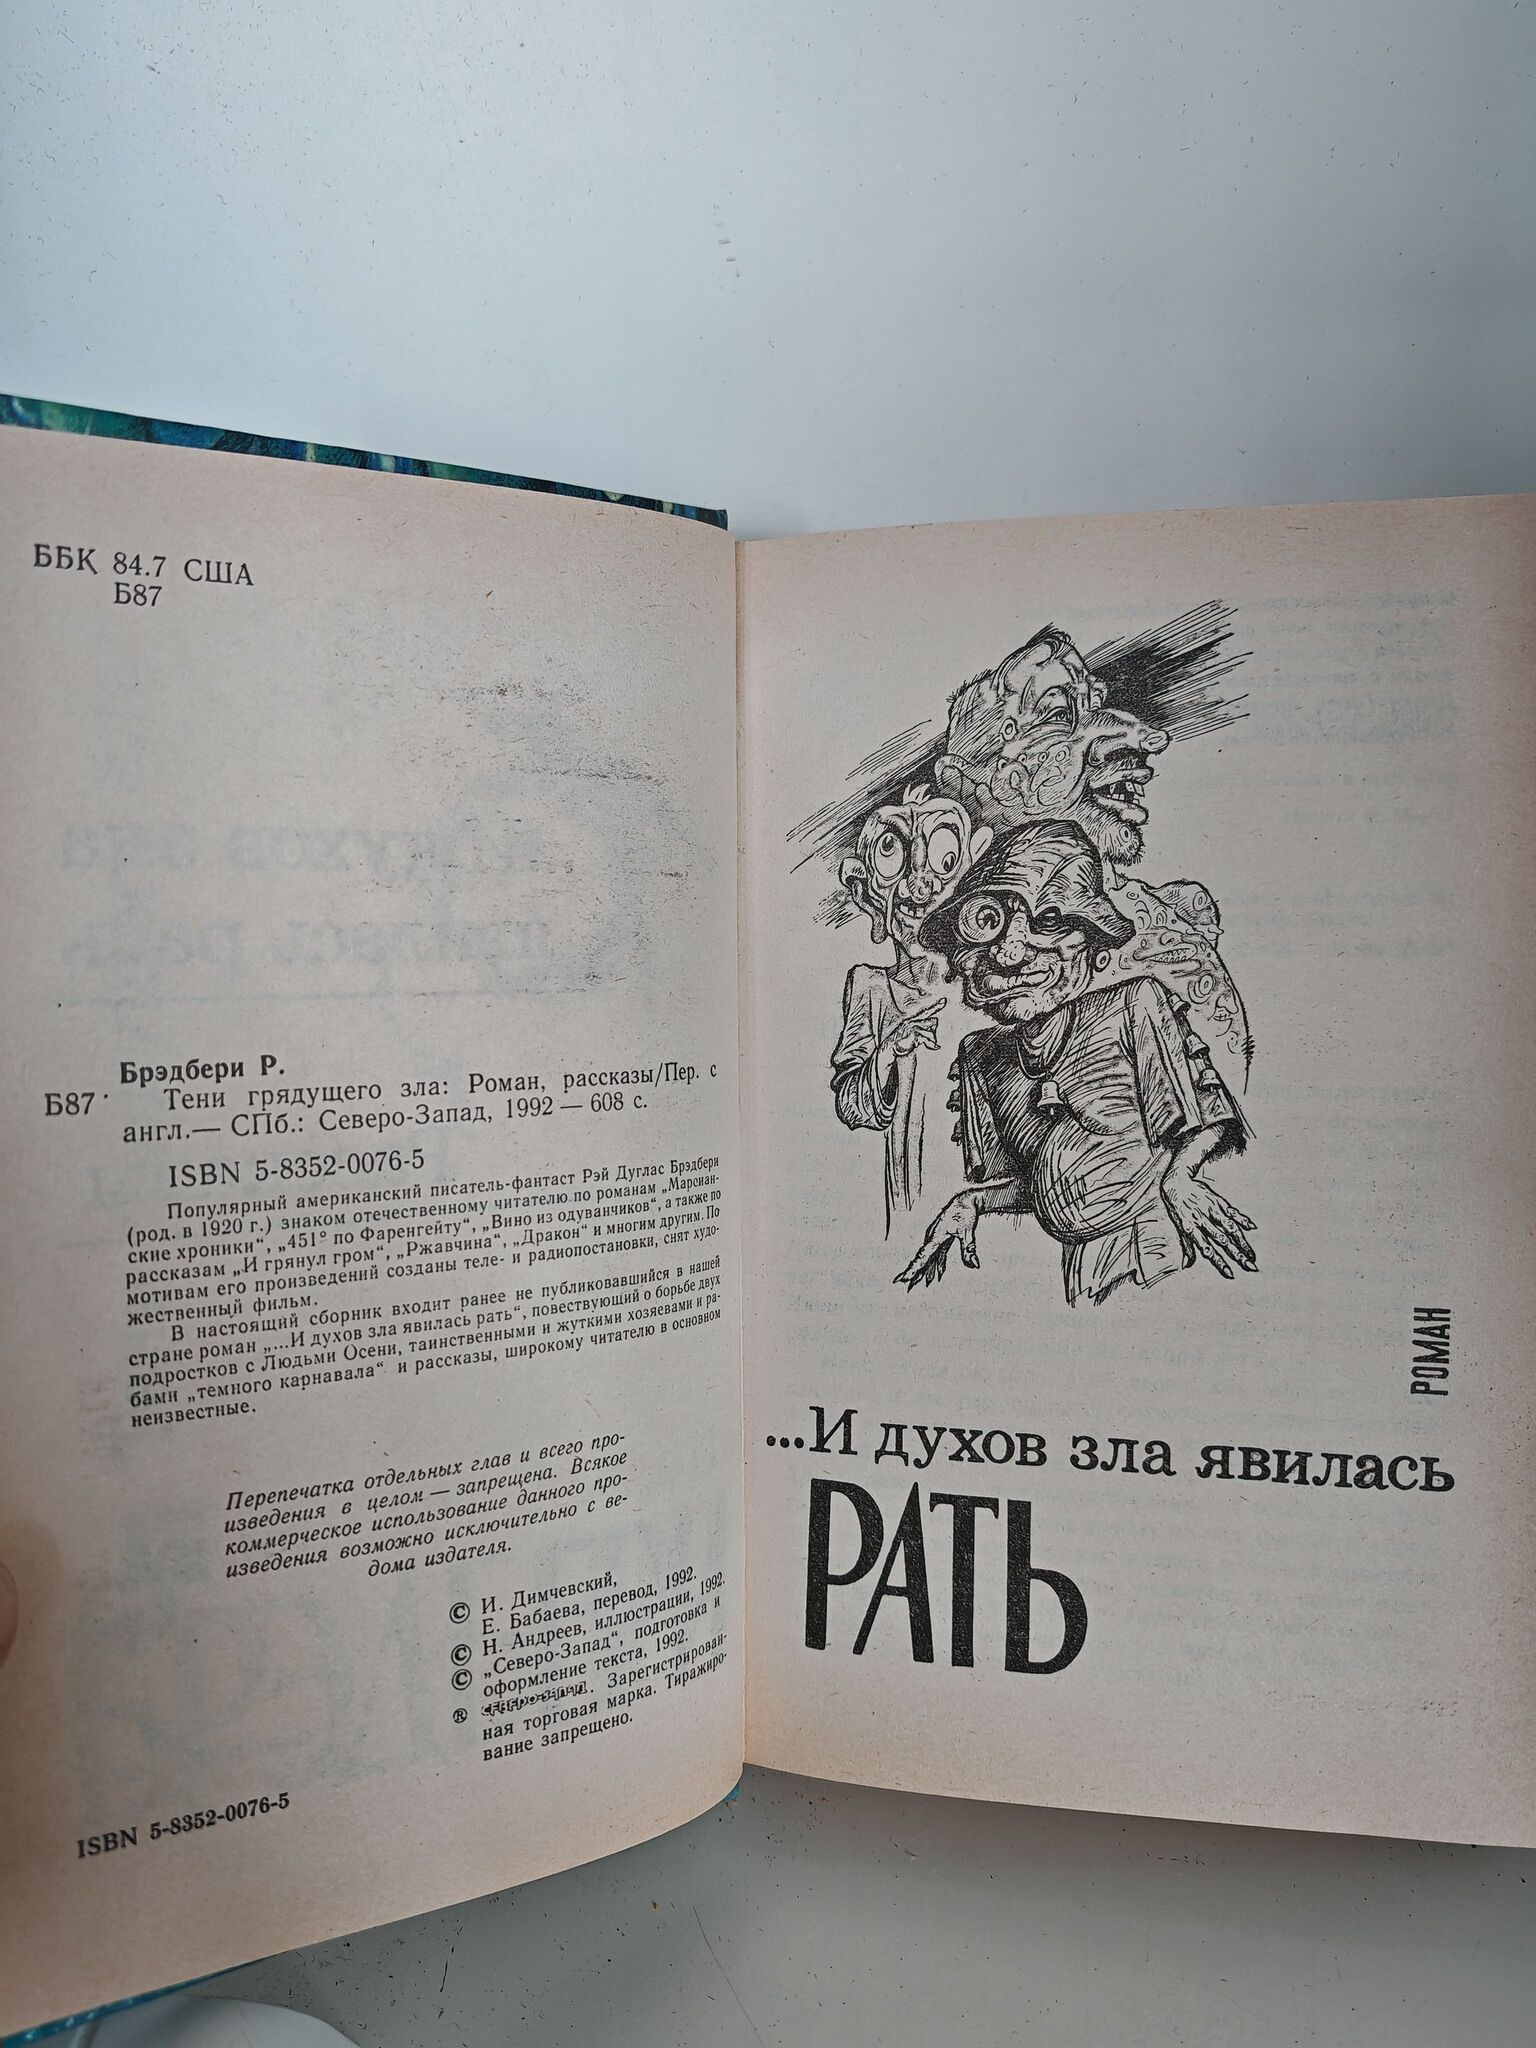 ББК 84.7 США
Б87
Брэдбери Р.
Б87 Тени грядущего зла: Роман, рассказы/Пер. с
англ.— СПб.: Северо-Запад, 1992 — 608 с.
ISBN 5-8352-0076-5
Популярный американский писатель-фантаст Рэй Дуглас Брэдбери
(род. в 1920 г.) знаком отечественному читателю по романам „Марсиан-
ские хроники“, „451° по Фаренгейту“, „Вино из одуванчиков“, а также по
рассказам „И грянул гром“, „Ржавчина“, „Дракон“ и многим другим. По
мотивам его произведений созданы теле- и радиопостановки, снят худо-
жественный фильм.
В настоящий сборник входит ранее не публиковавшийся в нашей
стране роман „...И духов зла явилась рать“, повествующий о борьбе двух
подростков с Людьми Осени, таинственными и жуткими хозяевами и ра-
бами „темного карнавала“ и рассказы, широкому читателю в основном
неизвестные.
Перепечатка отдельных глав и всего про-
изведения в целом — запрещена. Всякое
коммерческое использование данного про-
изведения возможно исключительно с ве-
дома издателя.
© И. Димчевский,
Е. Бабаева, перевод, 1992.
© Н. Андреев, иллюстрации, 1992.
© „Северо-Запад“, подготовка и
оформление текста, 1992.
® СЕВЕРО-ЗАПАД. Зарегистрирован-
ная торговая марка. Тиражиро-
вание запрещено.
ISBN 5-8352-0076-5
РОМАН
...И духов зла явилась
РАТЬ